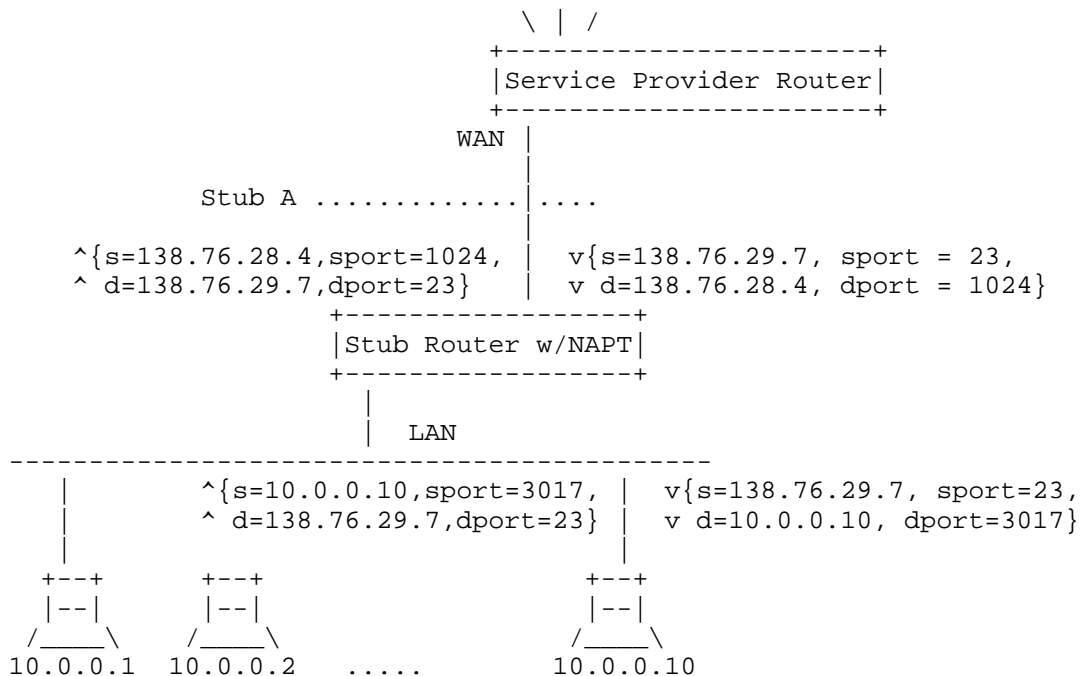 \ | /
+-----------------------+
|Service Provider Router|
+-----------------------+
WAN |
|
Stub A .............|....
|
^{s=138.76.28.4,sport=1024, | v{s=138.76.29.7, sport = 23,
^ d=138.76.29.7,dport=23} | v d=138.76.28.4, dport = 1024}
+------------------+
|Stub Router w/NAPT|
+------------------+
|
| LAN
--------------------------------------------
| ^{s=10.0.0.10,sport=3017, | v{s=138.76.29.7, sport=23,
| ^ d=138.76.29.7,dport=23} | v d=10.0.0.10, dport=3017}
| |
+--+ +--+ +--+
|--| |--| |--|
/____\ /____\ /____\
10.0.0.1 10.0.0.2 ..... 10.0.0.10